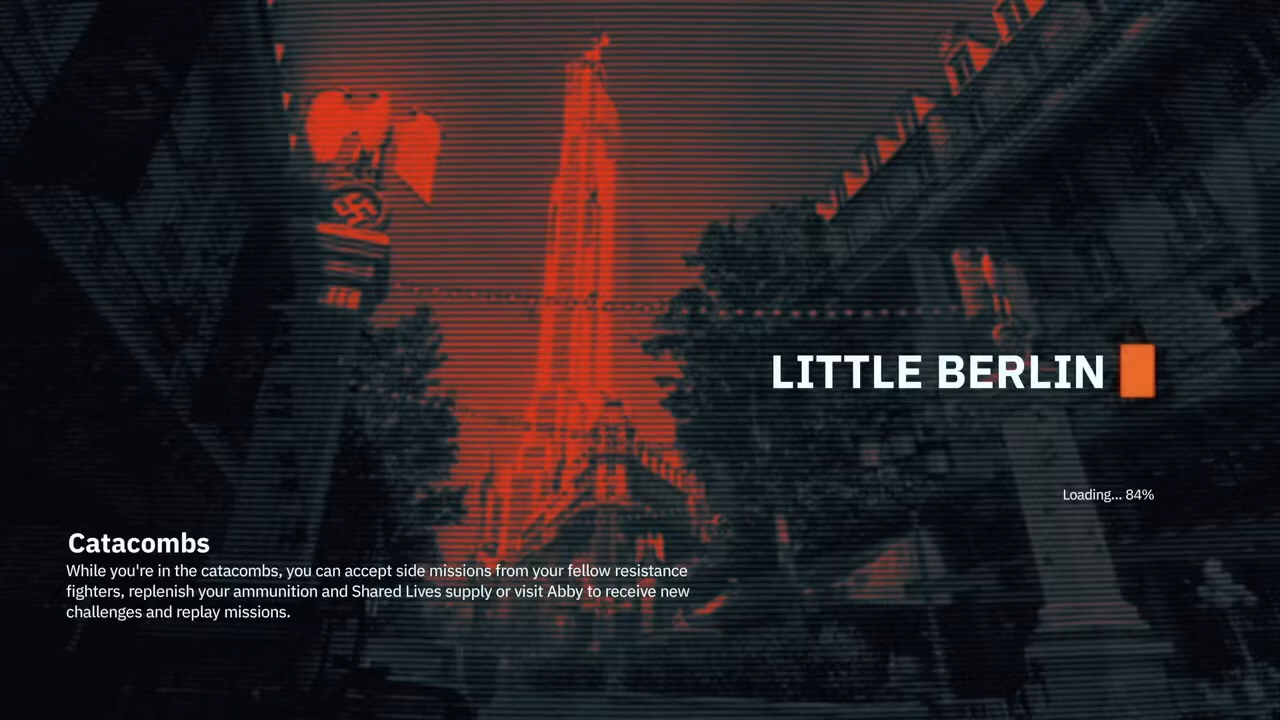 LITTLE BERLIN
Loading... 84%
Catacombs
While you're in the catacombs, you can accept side missions from your fellow resistance
fighters, replenish your ammunition and Shared Lives supply or visit Abby to receive new
challenges and replay missions.